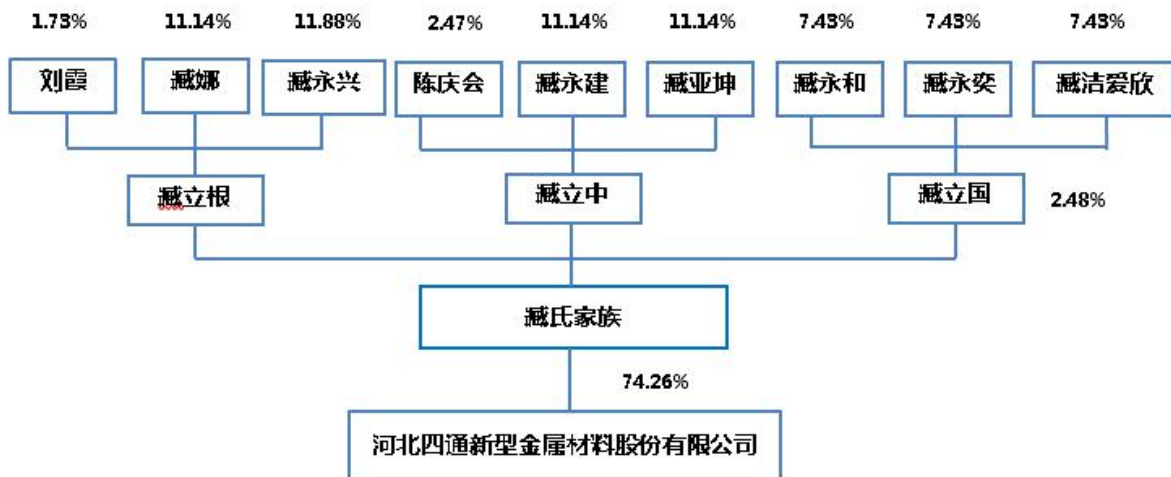 1.73% 11.14% 11.88% 2.47% 11.14% 11.14% 7.43% 7.43% 7.43%
刘霞 臧娜 臧永兴 陈庆会 臧永建 臧亚坤 臧永和 臧永奕 臧洁爱欣
臧立根 臧立中 臧立国 2.48%
臧氏家族
74.26%
河北四通新型金属材料股份有限公司